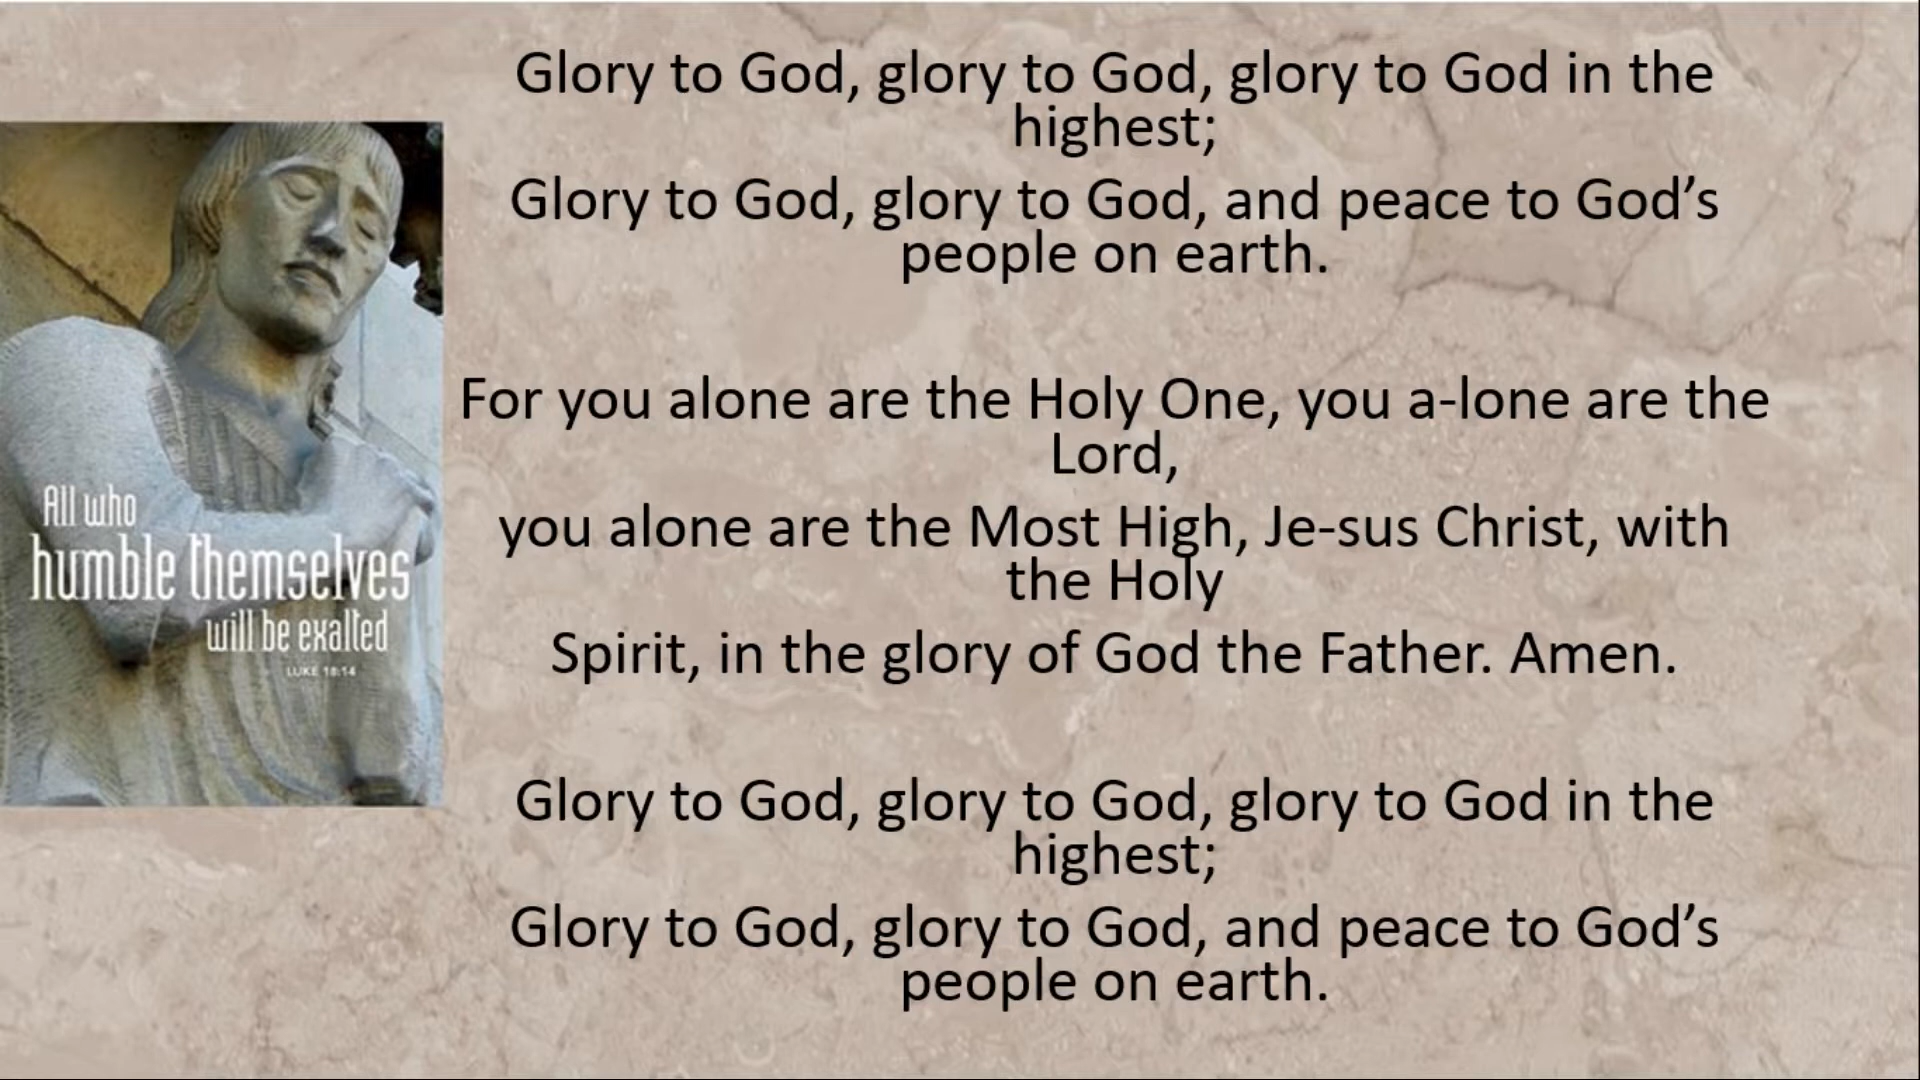 Glory to God, glory to God, glory to God in the
highest;
Glory to God, glory to God, and peace to God’s
people on earth.
For you alone are the Holy One, you a-lone are the
Lord,
you alone are the Most High, Je-sus Christ, with
the Holy
Spirit, in the glory of God the Father. Amen.
Glory to God, glory to God, glory to God in the
highest;
Glory to God, glory to God, and peace to God’s
people on earth.
All who
humble themselves
will be exalted
LUKE 18:14